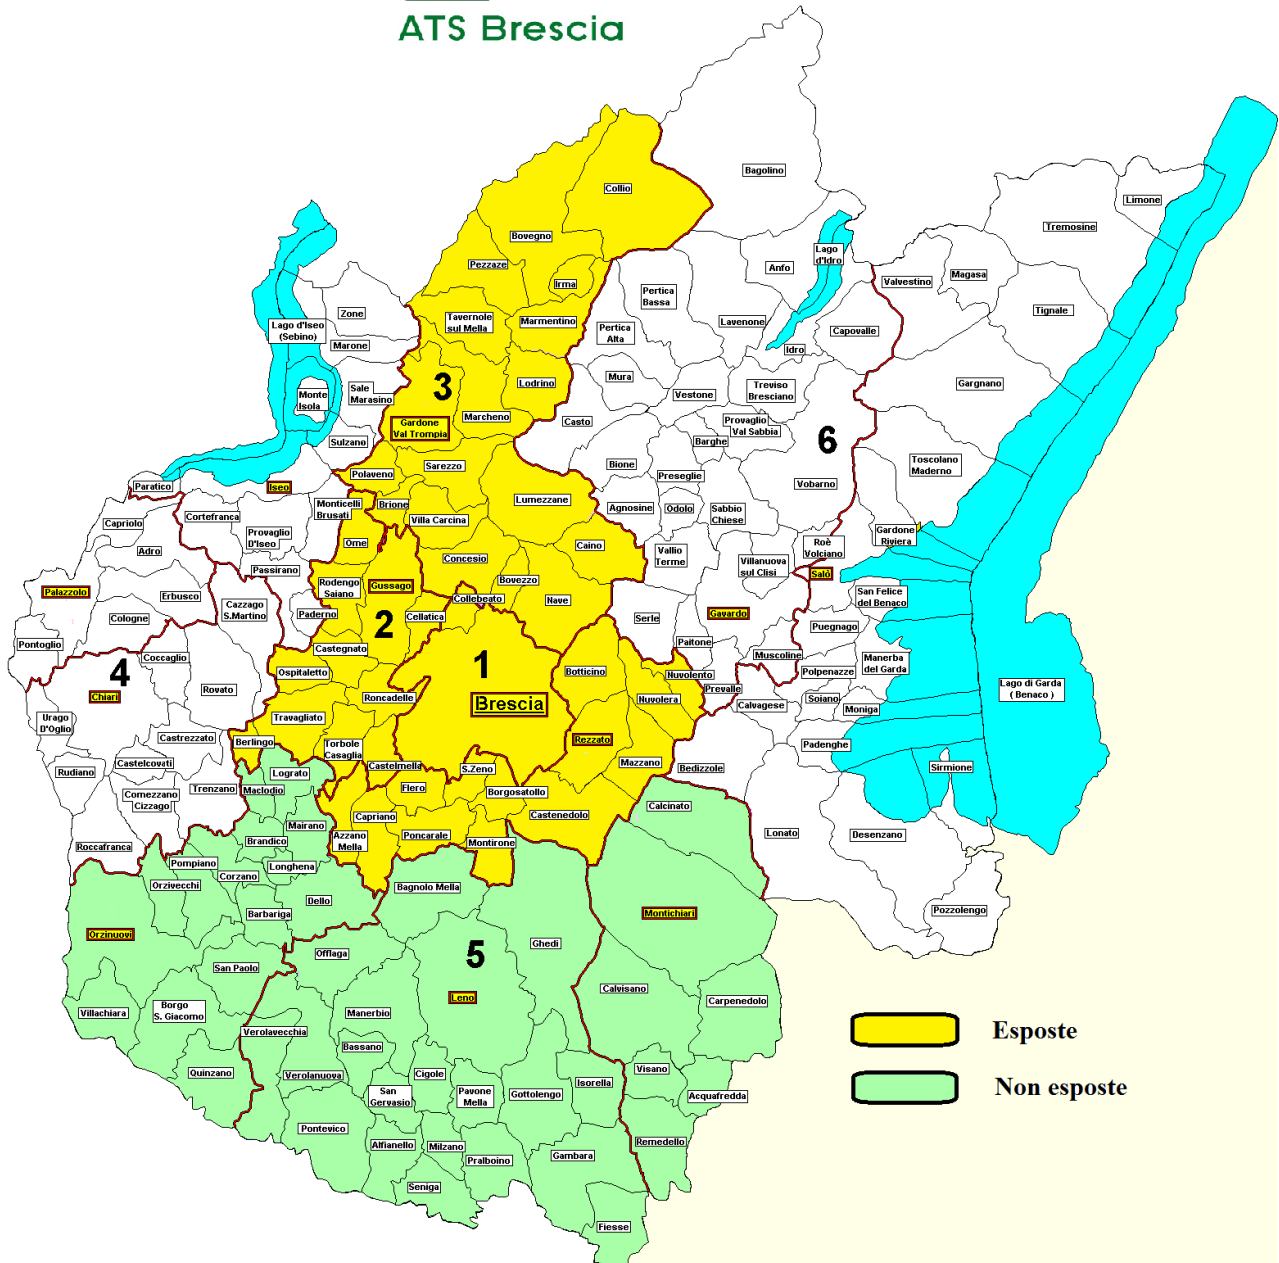 ATS Brescia
Bagolino
Collio
Limone
Tremosine
Bovegno
Lago
d'Idro
Pezzaze
Anfo
Magasa
Valvestino
Irma
Pertica
Bassa
Zone
Tignale
Tavernole
sul Mella
Marmentino
Lavenone
Lago d'Iseo
(Sebino)
Pertica
Alta
Capovalle
Marone
Idro
Mura
Lodrino
Gargnano
3
Sale
Marasino
Treviso
Bresciano
Monte
Isola
Vestone
Marcheno
Casto
Gardone
Val Trompia
Provaglio
Val Sabbia
6
Barghe
Sulzano
Sarezzo
Bione
Toscolano
Maderno
Polaveno
Preseglie
Vobarno
Paratico
Iseo
Lumezzane
Brione
Monticelli
Brusati
Agnosine
Odolo
Sabbio
Chiese
Cortefranca
Capriolo
Villa Carcina
Gardone
Riviera
Provaglio
D'Iseo
Ome
Caino
Roè
Volciano
Adro
Vallio
Terme
Concesio
Villanuova
sul Clisi
Passirano
Salò
Bovezzo
Rodengo
Saiano
Gussago
Palazzolo
Erbusco
San Felice
del Benaco
Collebeato
Nave
Cazzago
S.Martino
Paderno
Cellatica
Gavardo
Cologne
Serle
2
Puegnago
Pontoglio
Castegnato
Paitone
Muscoline
Coccaglio
1
Manerba
del Garda
4
Ospitaletto
Botticino
Nuvolento
Polpenazze
Lago di Garda
( Benaco )
Rovato
Prevalle
Chiari
Roncadelle
Nuvolera
Soiano
Brescia
Calvagese
Moniga
Urago
D'Oglio
Travagliato
Castrezzato
Berlingo
Rezzato
Torbole
Casaglia
Padenghe
Castelcovati
Castelmella
Mazzano
S.Zeno
Bedizzole
Sirmione
Rudiano
Lograto
Trenzano
Maclodio
Flero
Borgosatollo
Comezzano
Cizzago
Calcinato
Capriano
Castenedolo
Mairano
Poncarale
Azzano
Mella
Lonato
Desenzano
Brandico
Montirone
Roccafranca
Pompiano
Longhena
Corzano
Orzivecchi
Bagnolo Mella
Dello
Barbariga
Montichiari
Pozzolengo
Orzinuovi
Ghedi
5
Offlaga
San Paolo
Calvisano
Leno
Carpenedolo
Villachiara
Borgo
S. Giacomo
Manerbio
Verolavecchia
Esposte
Bassano
Visano
Quinzano
Verolanuova
Cigole
Isorella
Non esposte
San
Gervasio
Pavone
Mella
Gottolengo
Acquafredda
Pontevico
Alfianello
Milzano
Remedello
Pralboino
Gambara
Seniga
Fiesse